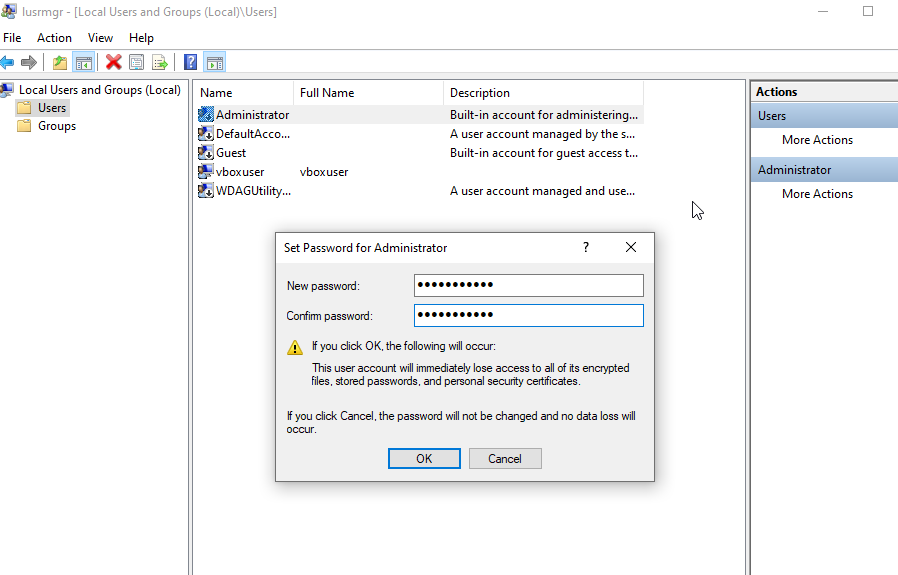 lusrmgr - [Local Users and Groups (Local)\Users]
File Action View Help
Local Users and Groups (Local)
Users
Groups
Name Full Name Description
Administrator Built-in account for administering...
DefaultAcco... A user account managed by the s...
Guest Built-in account for guest access t...
vboxuser vboxuser
WDAGUtility... A user account managed and use...
Actions
Users
More Actions
Administrator
More Actions
Set Password for Administrator ?
New password: •••••••••••
Confirm password: •••••••••••
If you click OK, the following will occur:
This user account will immediately lose access to all of its encrypted
files, stored passwords, and personal security certificates.
If you click Cancel, the password will not be changed and no data loss will
occur.
OK Cancel